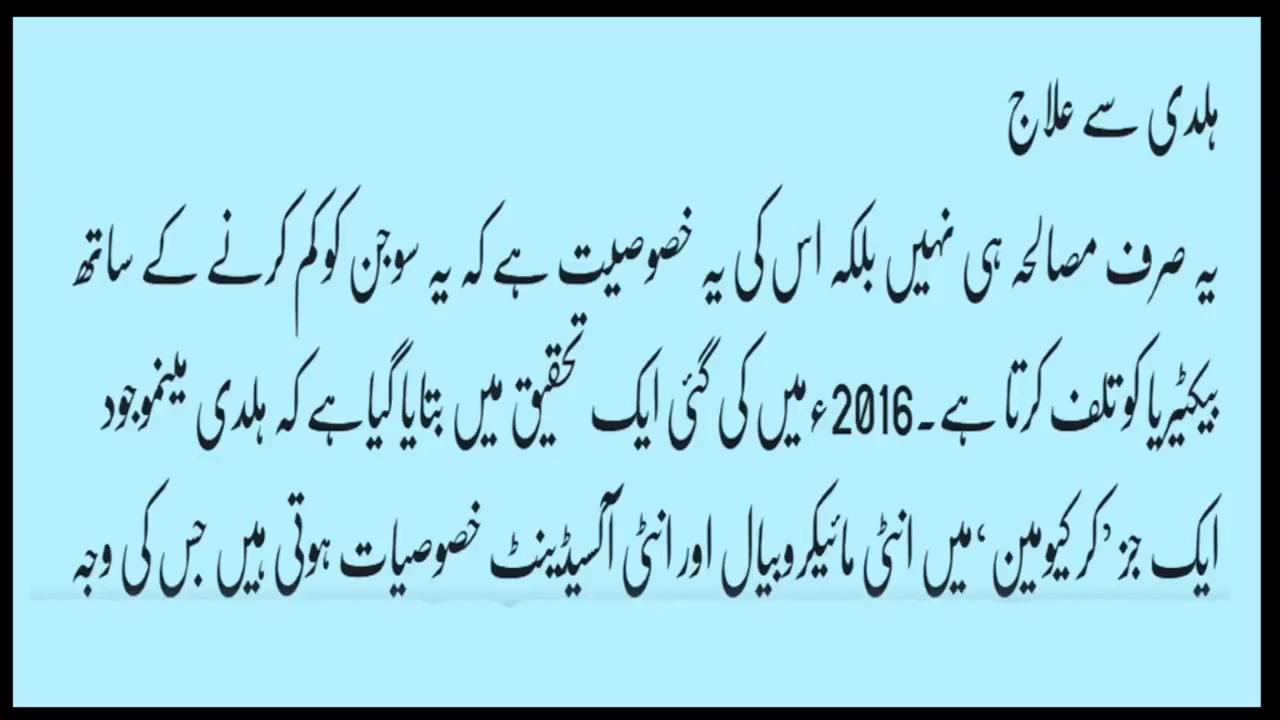 ہلدی سے علاج
یہ صرف مصالحہ ہی نہیں بلکہ اس کی یہ خصوصیت ہے کہ یہ سوجن کو کم کرنے کے ساتھ
بیکٹیریا کو تلف کرتا ہے۔2016ء میں کی گئی ایک تحقیق میں بتایا گیا ہے کہ ہلدی مینموجود
ایک جز ’کرکیومین‘ میں انٹی مائیکروبیال اور انٹی آکسیڈینٹ خصوصیات ہوتی ہیں جس کی وجہ